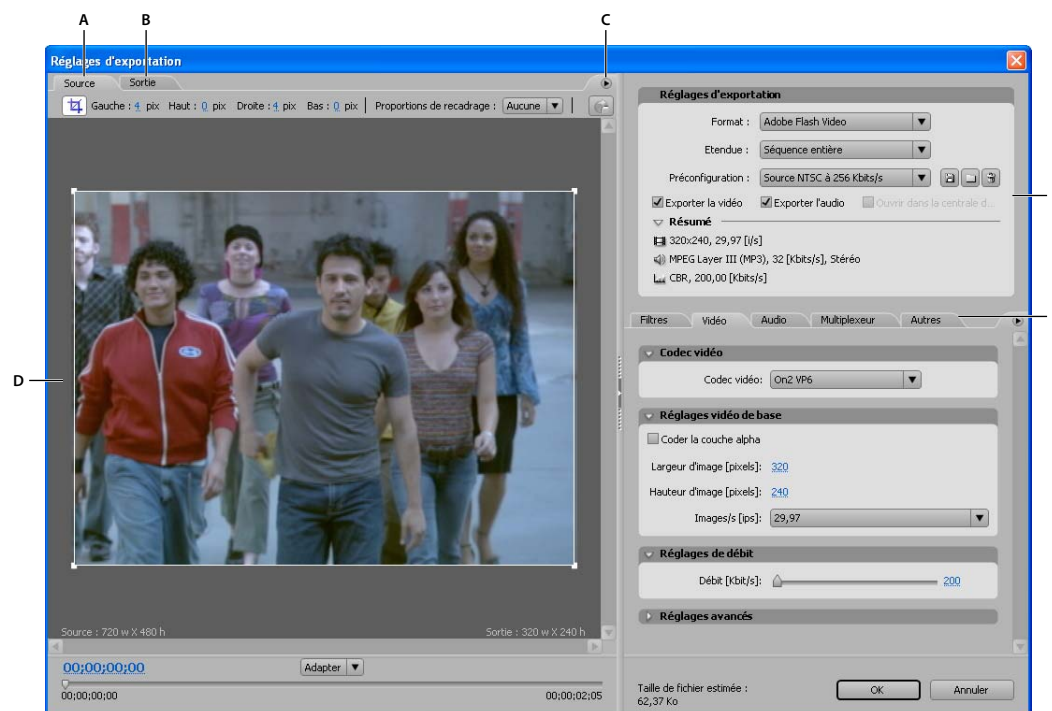 A B C
Réglages d'exportation
Source Sortie
Gauche : 4 pix Haut : 0 pix Droite : 4 pix Bas : 0 pix Proportions de recadrage : Aucune
Réglages d'exportation
Format : Adobe Flash Video
Etendue : Séquence entière
Préconfiguration : Source NTSC à 256 Kbits/s
Exporter la vidéo Exporter l'audio Ouvrir dans la centrale d...
Résumé
320x240, 29,97 [i/s]
MPEG Layer III (MP3), 32 [Kbits/s], Stéréo
CBR, 200,00 [Kbits/s]
Filtres Vidéo Audio Multiplexeur Autres
D
Codec vidéo
Codec vidéo: On2 VP6
Réglages vidéo de base
Coder la couche alpha
Largeur d'image [pixels]: 320
Hauteur d'image [pixels]: 240
Images/s [ips]: 29,97
Réglages de débit
Débit [Kbit/s]: 200
Réglages avancés
Source : 720 w X 480 h Sortie : 320 w X 240 h
00;00;00;00 Adapter
00;00;00;00 00;00;02;05
Taille de fichier estimée :
62,37 Ko
OK Annuler